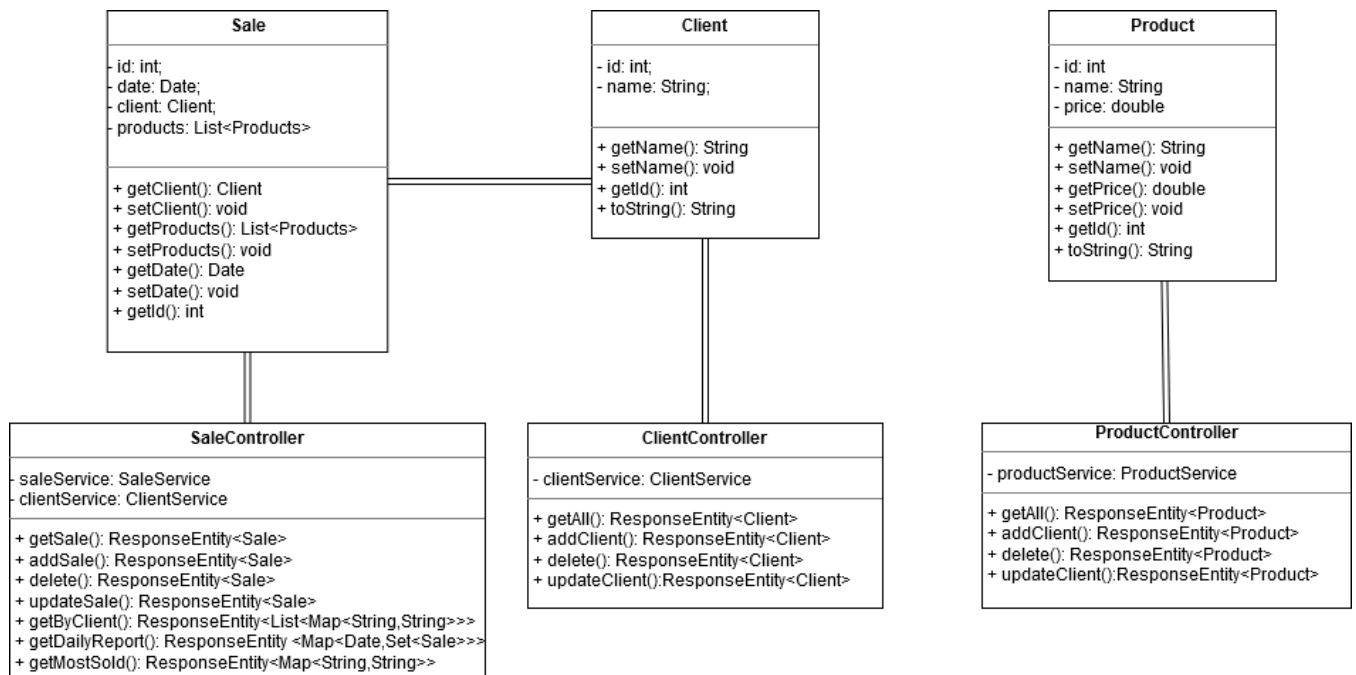 Sale
- id: int;
- date: Date;
- client: Client;
- products: List<Products>
+ getClient(): Client
+ setClient(): void
+ getProducts(): List<Products>
+ setProducts(): void
+ getDate(): Date
+ setDate(): void
+ getId(): int
Client
- id: int;
- name: String;
+ getName(): String
+ setName(): void
+ getId(): int
+ toString(): String
Product
- id: int
- name: String
- price: double
+ getName(): String
+ setName(): void
+ getPrice(): double
+ setPrice(): void
+ getId(): int
+ toString(): String
SaleController
- saleService: SaleService
- clientService: ClientService
+ getSale(): ResponseEntity<Sale>
+ addSale(): ResponseEntity<Sale>
+ delete(): ResponseEntity<Sale>
+ updateSale(): ResponseEntity<Sale>
+ getByClient(): ResponseEntity<List<Map<String,String>>>
+ getDailyReport(): ResponseEntity <Map<Date,Set<Sale>>>
+ getMostSold(): ResponseEntity<Map<String,String>>
ClientController
- clientService: ClientService
+ getAll(): ResponseEntity<Client>
+ addClient(): ResponseEntity<Client>
+ delete(): ResponseEntity<Client>
+ updateClient():ResponseEntity<Client>
ProductController
- productService: ProductService
+ getAll(): ResponseEntity<Product>
+ addClient(): ResponseEntity<Product>
+ delete(): ResponseEntity<Product>
+ updateClient():ResponseEntity<Product>